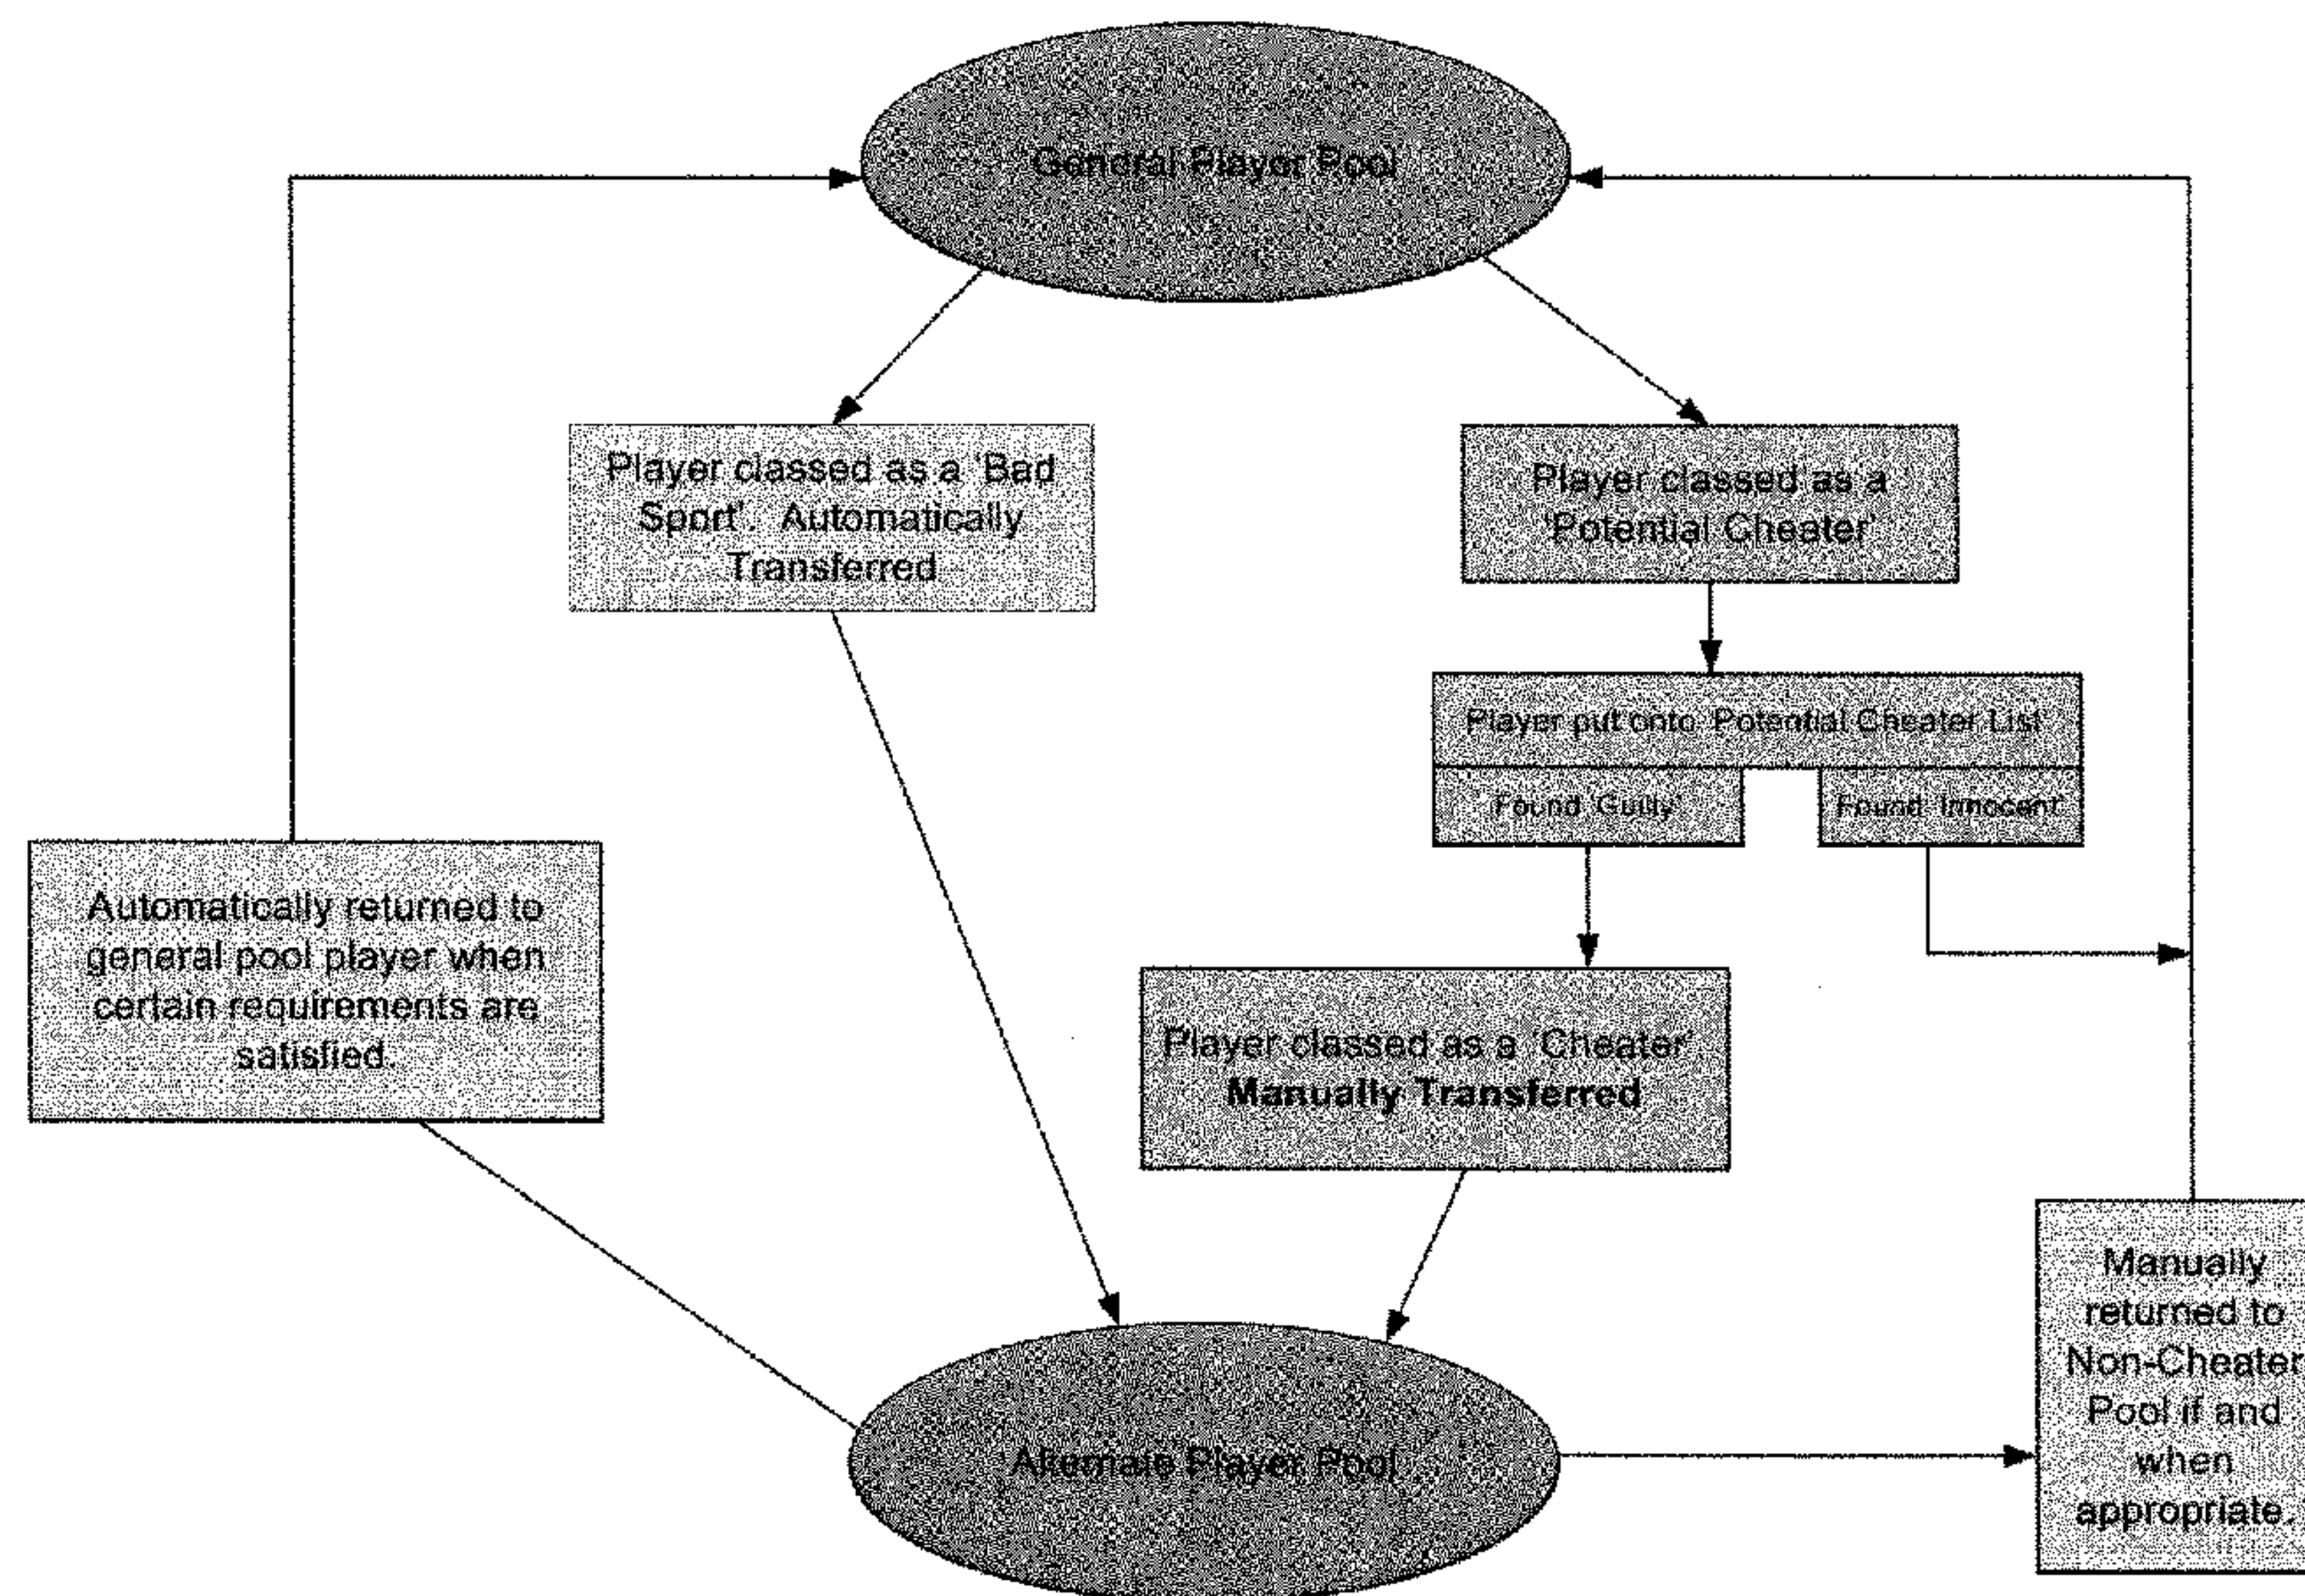 General Player Pool
Player classed as a 'Bad
Sport'. Automatically
Transferred
Player classed as a
'Potential Cheater'
Player put onto 'Potential Cheater List'
Found 'Guilty'
Found 'Innocent'
Automatically returned to
general pool player when
certain requirements are
satisfied.
Player classed as a 'Cheater'
Manually Transferred
Manually
returned to
Non-Cheater
Pool if and
when
appropriate.
Alternate Player Pool